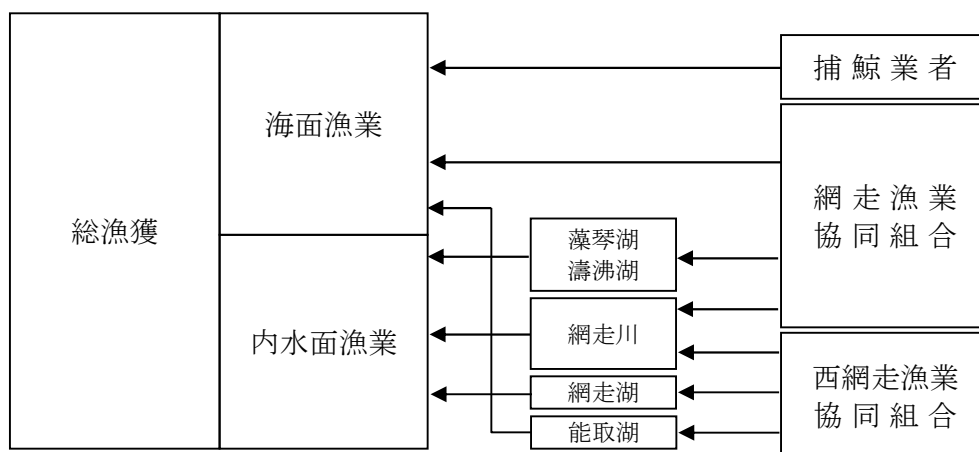 総漁獲
海面漁業
内水面漁業
藻琴湖
濤沸湖
網走川
網走湖
能取湖
捕鯨業者
網走漁業
協同組合
西網走漁業
協同組合